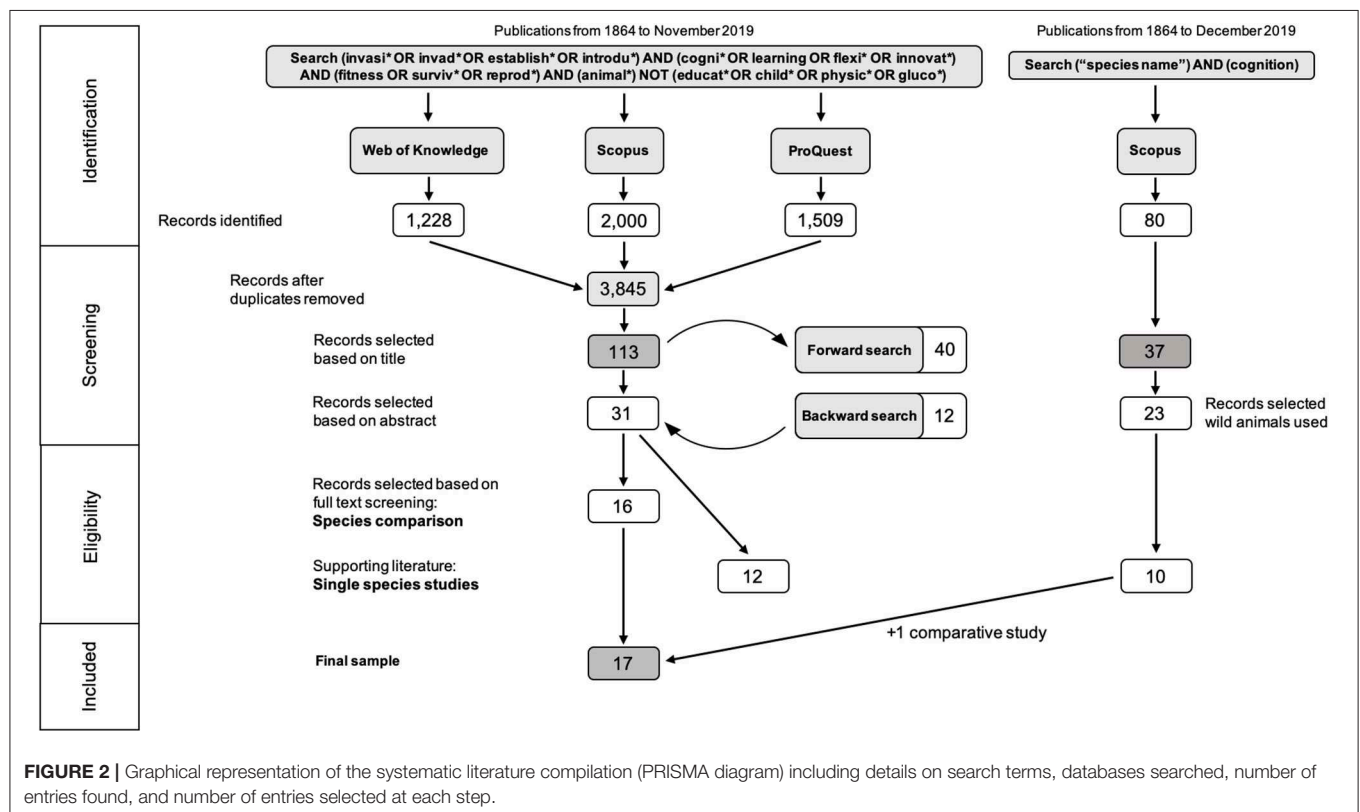 Publications from 1864 to November 2019
Publications from 1864 to December 2019
Search (invasi* OR invad* OR establish* OR introdu*) AND (cogni* OR learning OR flexi* OR innovat*)
AND (fitness OR surviv* OR reprod*) AND (animal*) NOT (educat* OR child* OR physic* OR gluco*)
Search (“species name”) AND (cognition)
Identification
Web of Knowledge
Scopus
ProQuest
Scopus
Records identified
1,228
2,000
1,509
80
Screening
Records after
duplicates removed
3,845
Records selected
based on title
113
Forward search
40
37
Records selected
based on abstract
31
Backward search
12
23
Records selected
wild animals used
Eligibility
Records selected based on
full text screening:
Species comparison
16
Supporting literature:
Single species studies
12
10
+1 comparative study
Included
Final sample
17
FIGURE 2 | Graphical representation of the systematic literature compilation (PRISMA diagram) including details on search terms, databases searched, number of
entries found, and number of entries selected at each step.